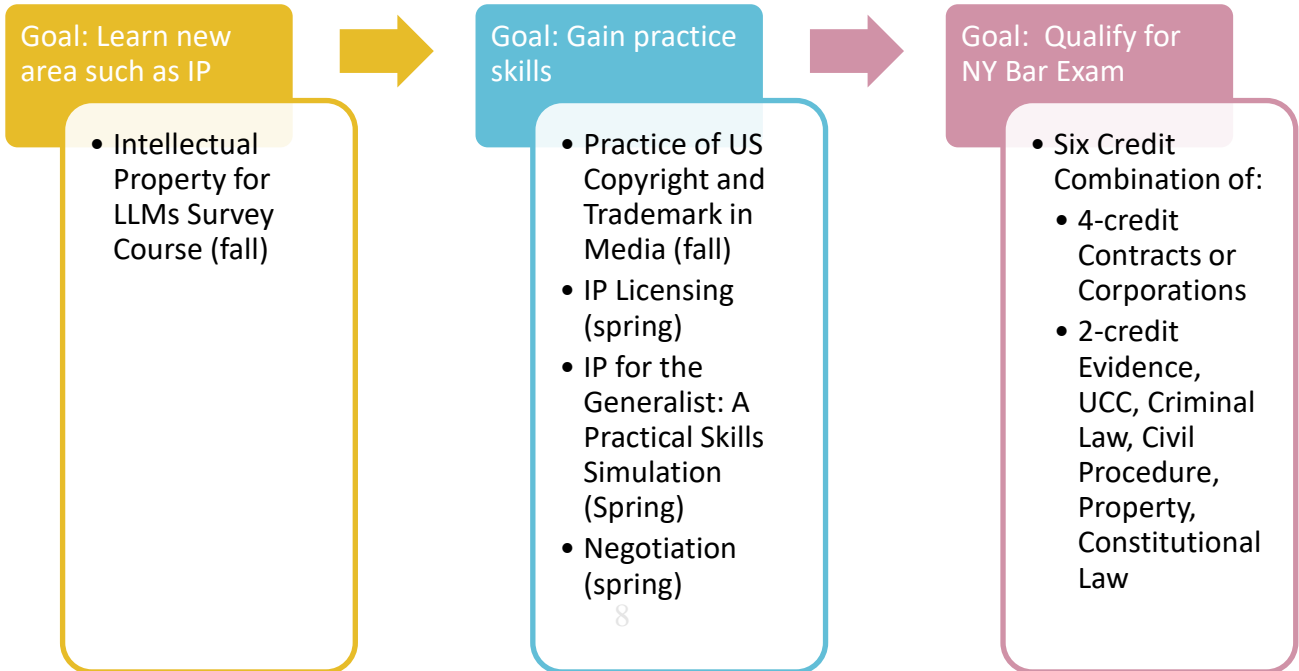 Goal: Learn new
area such as IP
• Intellectual
Property for
LLMs Survey
Course (fall)
Goal: Gain practice
skills
• Practice of US
Copyright and
Trademark in
Media (fall)
• IP Licensing
(spring)
• IP for the
Generalist: A
Practical Skills
Simulation
(Spring)
• Negotiation
(spring)
8
Goal:  Qualify for
NY Bar Exam
• Six Credit
Combination of:
• 4-credit
Contracts or
Corporations
• 2-credit
Evidence,
UCC, Criminal
Law, Civil
Procedure,
Property,
Constitutional
Law